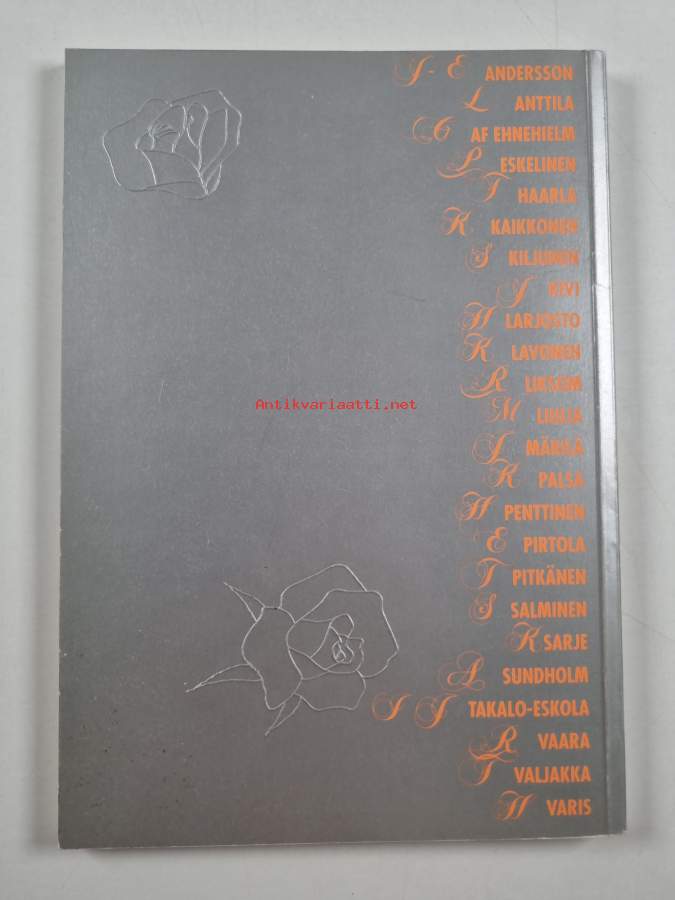 J-E ANDERSSON
L ANTTILA
C AF EHNEHIELM
P ESKELINEN
T HAARLA
K KAIKKONEN
S KILJUNEN
J KIVI
H LARJOSTO
K LAVONEN
R LIKSOM
M LIULIA
L MÄKILÄ
K PALSA
H PENTTINEN
E PIRTOLA
T PITKÄNEN
S SALMINEN
K SARJE
A SUNDHOLM
I J TAKALO-ESKOLA
R VAARA
T VALJAKKA
H VARIS
Antikvariaatti.net